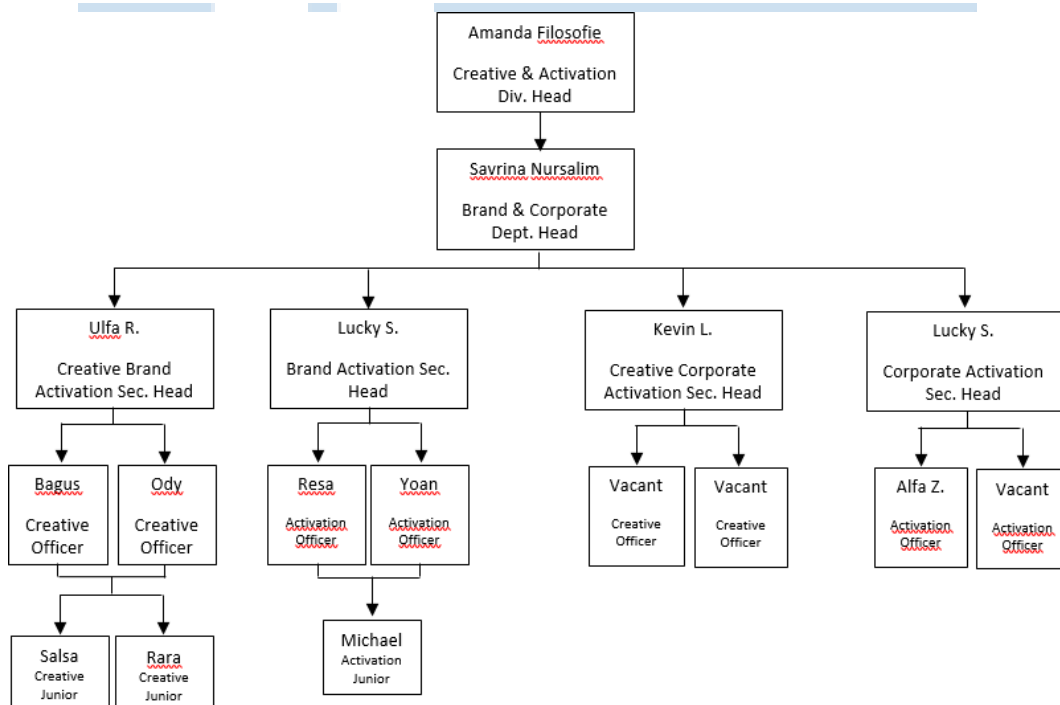 Amanda Filosofie
Creative & Activation
Div. Head
Savrina Nursalim
Brand & Corporate
Dept. Head
Ulfa R.
Creative Brand
Activation Sec. Head
Lucky S.
Brand Activation Sec.
Head
Kevin L.
Creative Corporate
Activation Sec. Head
Lucky S.
Corporate Activation
Sec. Head
Bagus
Creative
Officer
Ody
Creative
Officer
Resa
Activation
Officer
Yoan
Activation
Officer
Vacant
Creative
Officer
Vacant
Creative
Officer
Alfa Z.
Activation
Officer
Vacant
Activation
Officer
Salsa
Creative
Junior
Rara
Creative
Junior
Michael
Activation
Junior